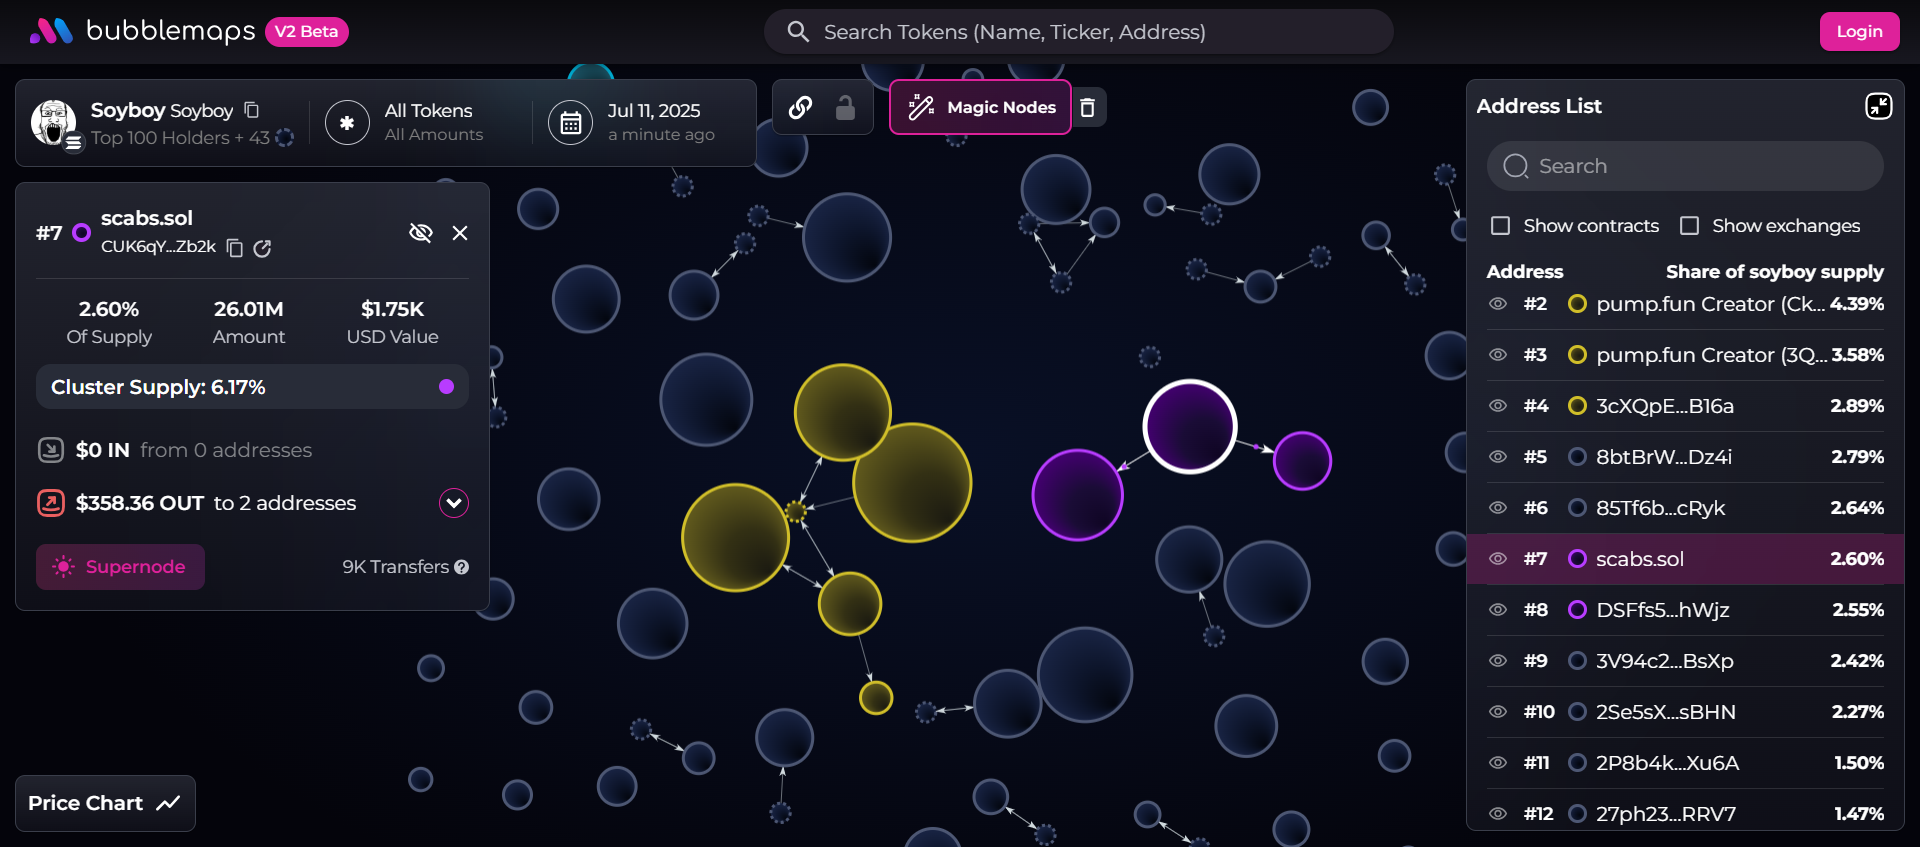 bubblemaps V2 Beta
Search Tokens (Name, Ticker, Address)
Login
Soyboy Soyboy
Top 100 Holders + 43
All Tokens
All Amounts
Jul 11, 2025
a minute ago
Magic Nodes
#7 scabs.sol
CUK6qY...Zb2k
2.60% 26.01M $1.75K
Of Supply Amount USD Value
Cluster Supply: 6.17%
$0 IN from 0 addresses
$358.36 OUT to 2 addresses
Supernode 9K Transfers ?
Price Chart
Address List
Search
Show contracts Show exchanges
Address Share of soyboy supply
#2 pump.fun Creator (Ck... 4.39%
#3 pump.fun Creator (3Q... 3.58%
#4 3cXQpE...B16a 2.89%
#5 8btBrW...Dz4i 2.79%
#6 85Tf6b...cRyk 2.64%
#7 scabs.sol 2.60%
#8 DSFfs5...hWjz 2.55%
#9 3V94c2...BsXp 2.42%
#10 2Se5sX...sBHN 2.27%
#11 2P8b4k...Xu6A 1.50%
#12 27ph23...RRV7 1.47%